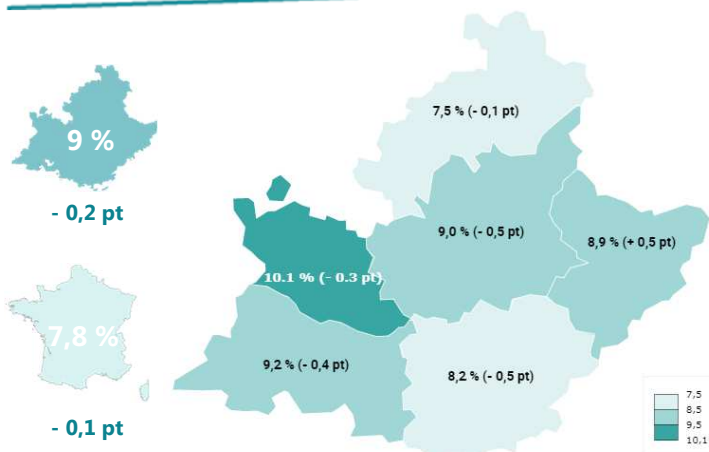 9 %
- 0,2 pt
7,8 %
- 0,1 pt
7,5 % (- 0,1 pt)
9,0 % (- 0,5 pt)
8,9 % (+ 0,5 pt)
10.1 % (- 0.3 pt)
9,2 % (- 0,4 pt)
8,2 % (- 0,5 pt)
7,5
8,5
9,5
10,1